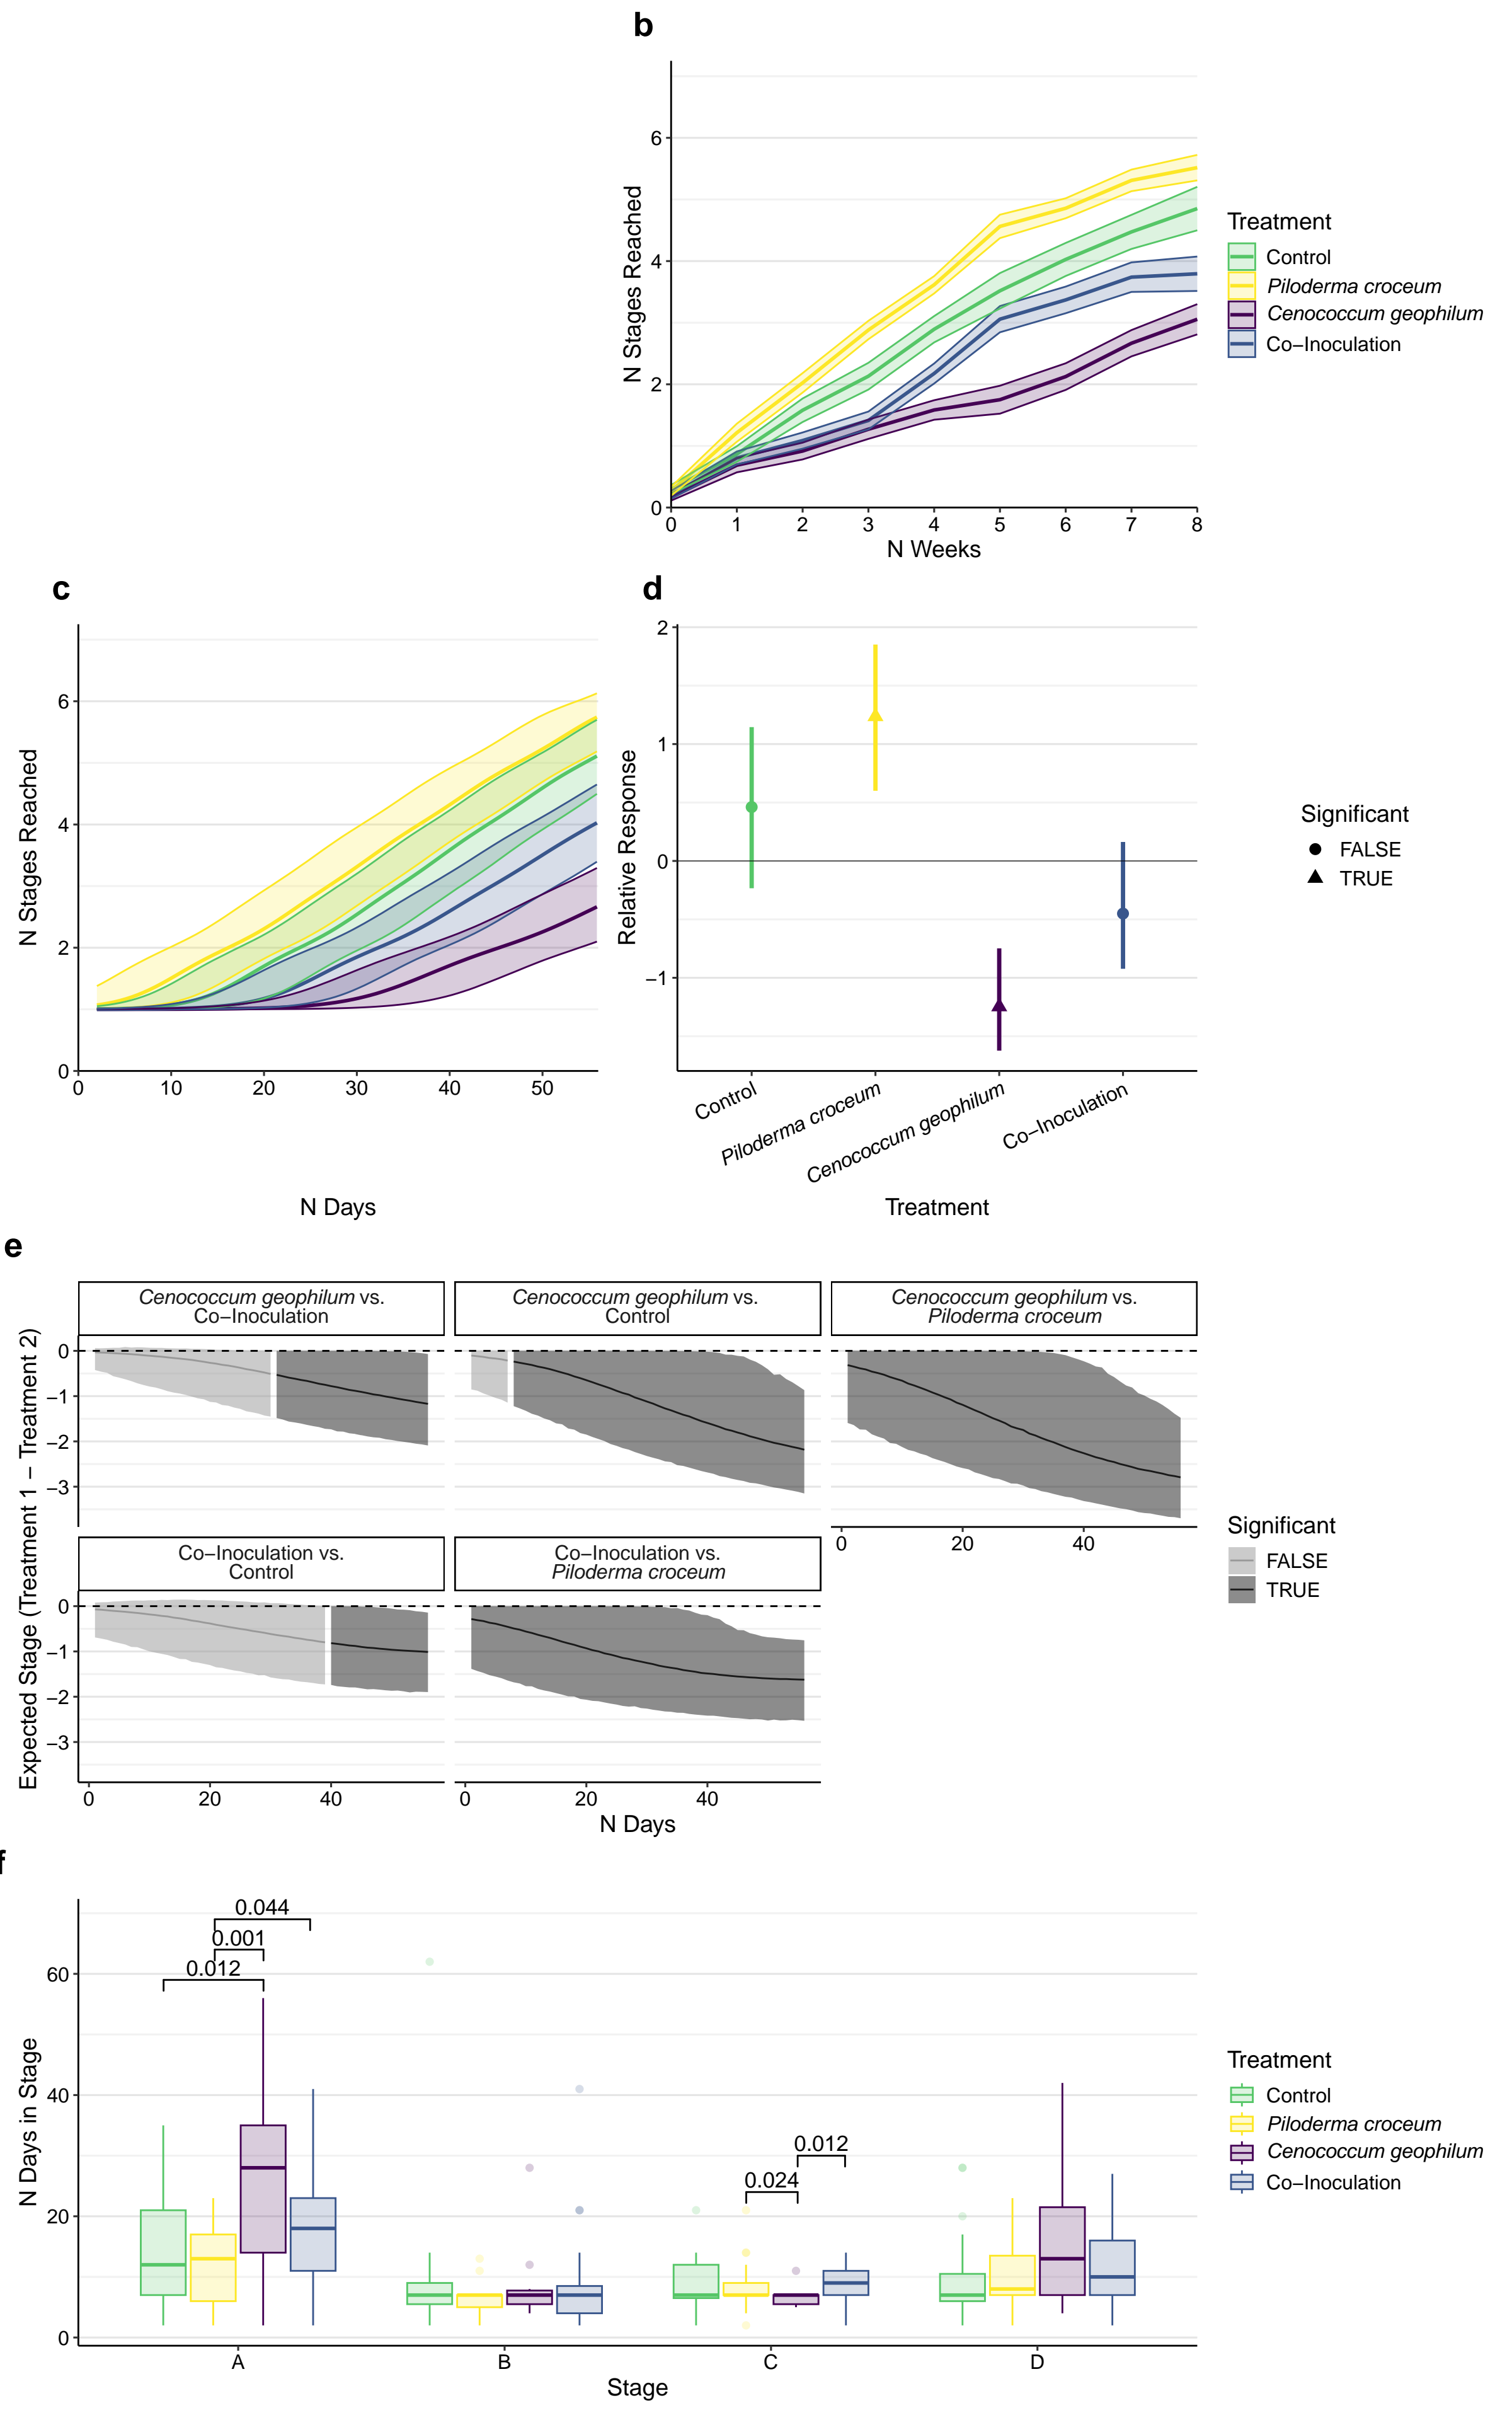 b
N Stages Reached
6
4
2
0
0 1 2 3 4 5 6 7 8
N Weeks
Treatment
Control
Piloderma croceum
Cenococcum geophilum
Co−Inoculation
c
N Stages Reached
6
4
2
0
0 10 20 30 40 50
N Days
d
Relative Response
2
1
0
−1
Control
Piloderma croceum
Cenococcum geophilum
Co−Inoculation
Treatment
Significant
FALSE
TRUE
e
Expected Stage (Treatment 1 − Treatment 2)
Cenococcum geophilum vs.
Co−Inoculation
Cenococcum geophilum vs.
Control
Cenococcum geophilum vs.
Piloderma croceum
0
−1
−2
−3
0 20 40
Co−Inoculation vs.
Control
Co−Inoculation vs.
Piloderma croceum
0
−1
−2
−3
0 20 40
0 20 40
N Days
Significant
FALSE
TRUE
f
N Days in Stage
60
40
20
0
0.044
0.001
0.012
0.012
0.024
A B C D
Stage
Treatment
Control
Piloderma croceum
Cenococcum geophilum
Co−Inoculation